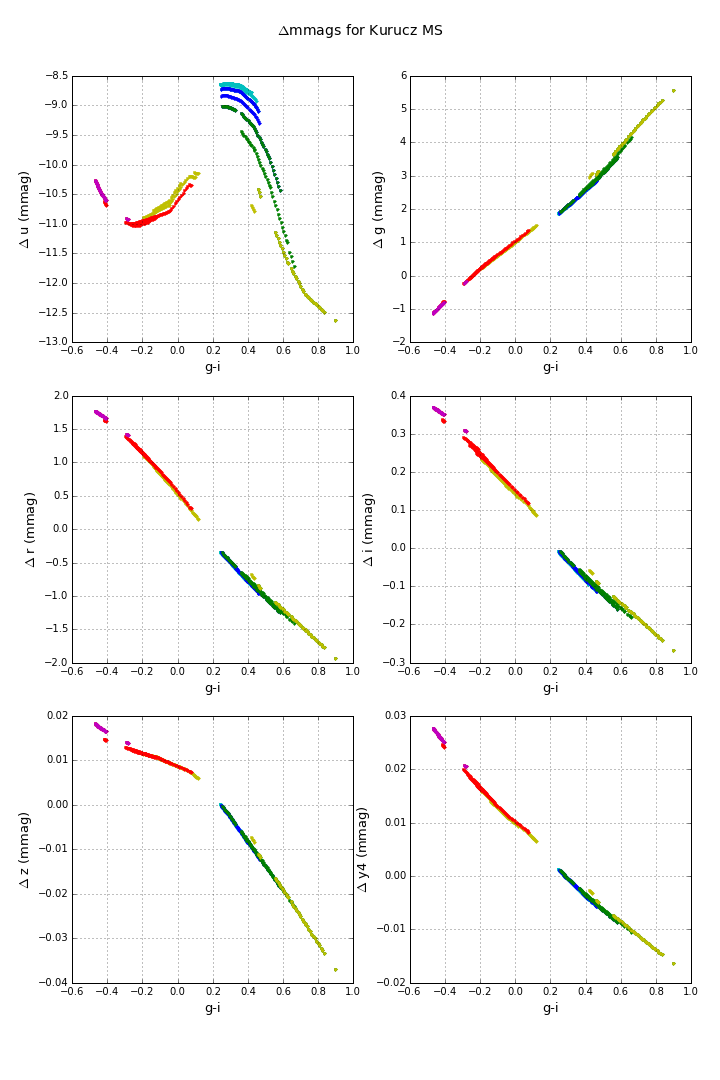 Δmmags for Kurucz MS
−8.5
−9.0
−9.5
−10.0
−10.5
−11.0
−11.5
−12.0
−12.5
−13.0
Δ u (mmag)
−0.6 −0.4 −0.2 0.0 0.2 0.4 0.6 0.8 1.0
g-i
6
5
4
3
2
1
0
−1
−2
Δ g (mmag)
−0.6 −0.4 −0.2 0.0 0.2 0.4 0.6 0.8 1.0
g-i
2.0
1.5
1.0
0.5
0.0
−0.5
−1.0
−1.5
−2.0
Δ r (mmag)
−0.6 −0.4 −0.2 0.0 0.2 0.4 0.6 0.8 1.0
g-i
0.4
0.3
0.2
0.1
0.0
−0.1
−0.2
−0.3
Δ i (mmag)
−0.6 −0.4 −0.2 0.0 0.2 0.4 0.6 0.8 1.0
g-i
0.02
0.01
0.00
−0.01
−0.02
−0.03
−0.04
Δ z (mmag)
−0.6 −0.4 −0.2 0.0 0.2 0.4 0.6 0.8 1.0
g-i
0.03
0.02
0.01
0.00
−0.01
−0.02
Δ y4 (mmag)
−0.6 −0.4 −0.2 0.0 0.2 0.4 0.6 0.8 1.0
g-i